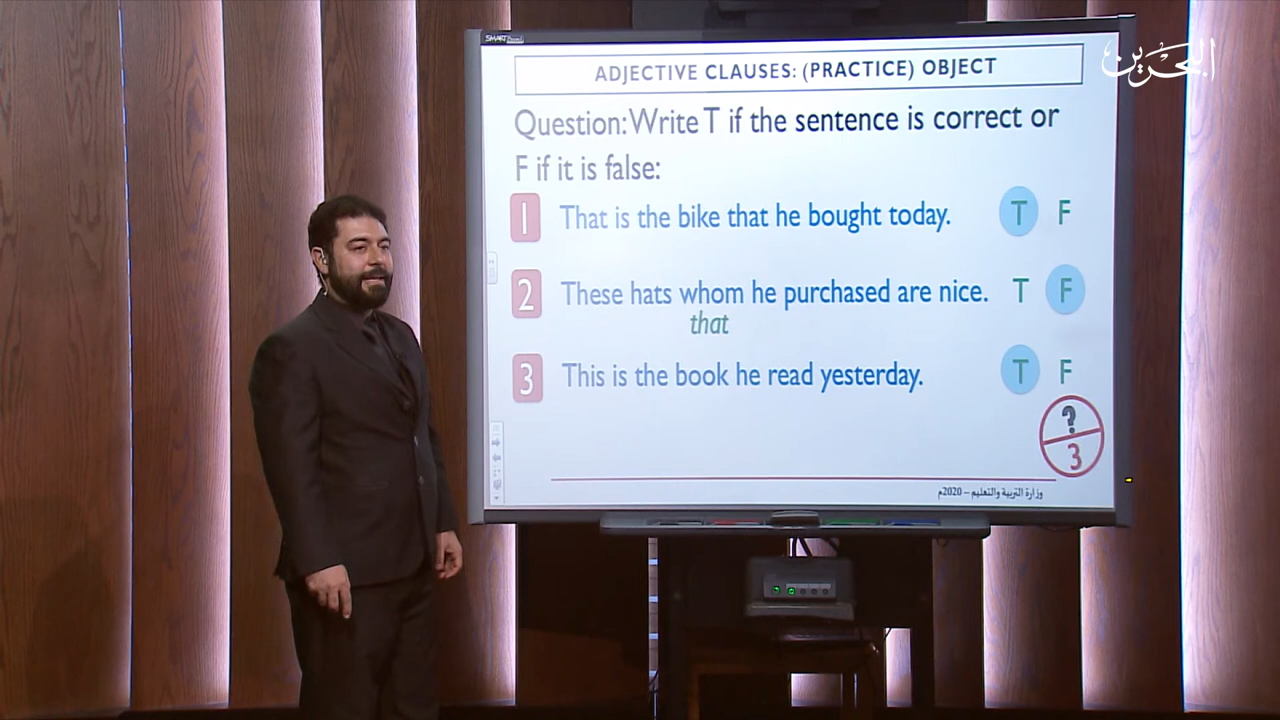 SMART
البحرين
ADJECTIVE CLAUSES: (PRACTICE) OBJECT
Question: Write T if the sentence is correct or
F if it is false:
1 That is the bike that he bought today. T F
2 These hats whom he purchased are nice. T F
that
3 This is the book he read yesterday. T F
?
3
وزارة التربية والتعليم – 2020م